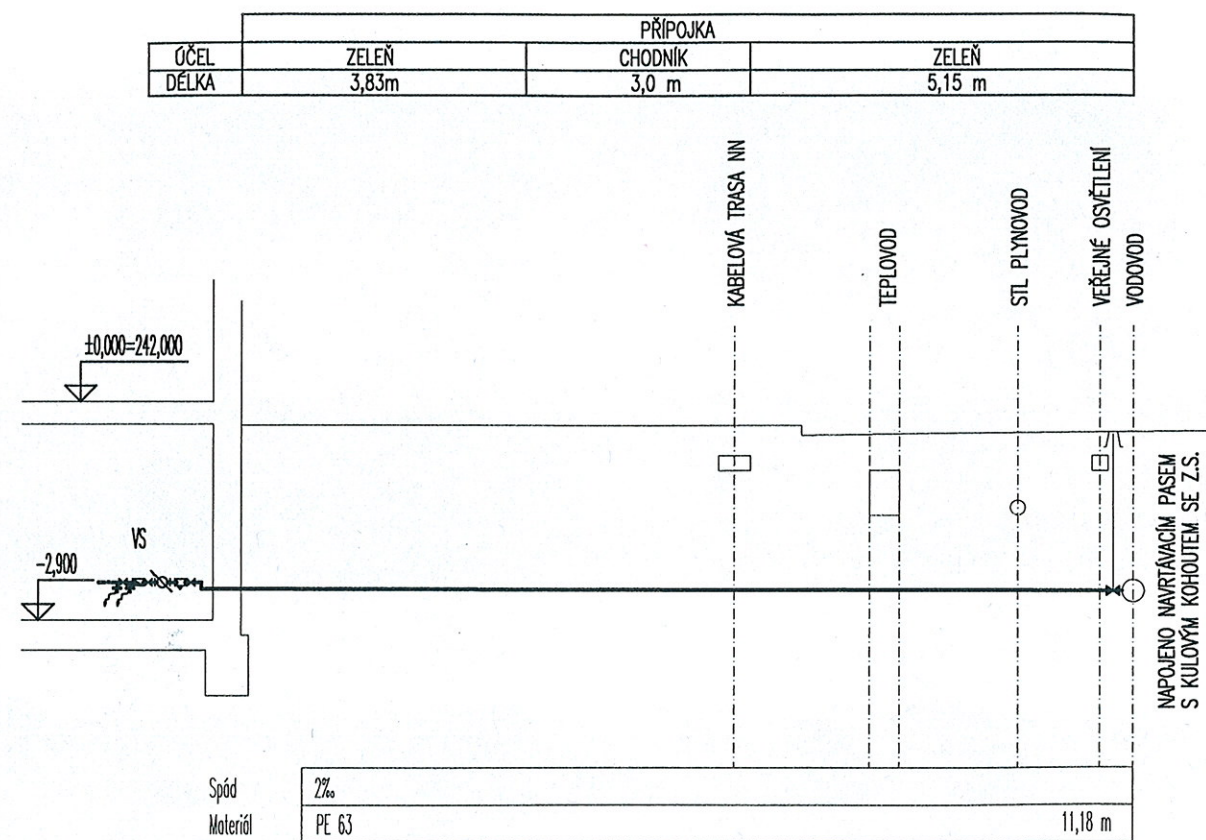 PŘÍPOJKA
ÚČEL ZELEŇ CHODNÍK ZELEŇ
DÉLKA 3,83m 3,0 m 5,15 m
KABELOVÁ TRASA NN
TEPLOVOD
STL PLYNOVOD
VEŘEJNÉ OSVĚTLENÍ
VODOVOD
±0,000=242,000
VS
-2,900
NAPOJENO NAVRTÁVACÍM PASEM
S KULOVÝM KOHOUTEM SE Z.S.
Spád 2‰
Materiál PE 63 11,18 m